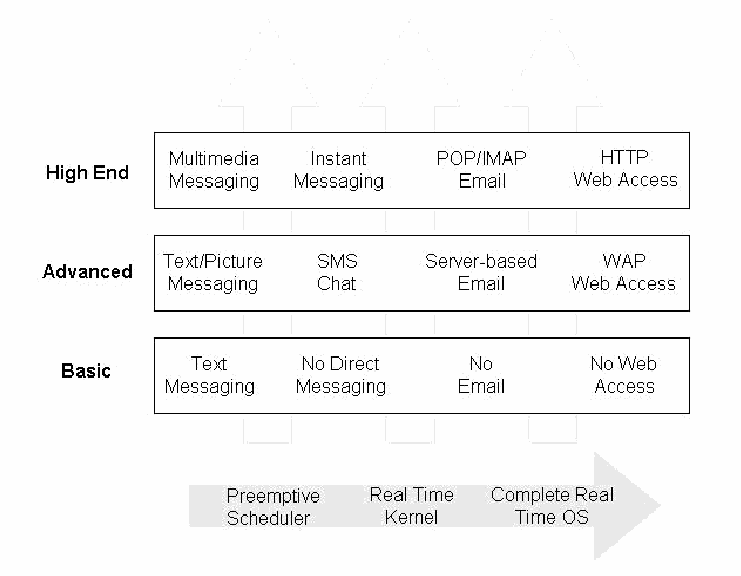 High End
Multimedia
Messaging
Instant
Messaging
POP/IMAP
Email
HTTP
Web Access
Advanced
Text/Picture
Messaging
SMS
Chat
Server-based
Email
WAP
Web Access
Basic
Text
Messaging
No Direct
Messaging
No
Email
No Web
Access
Preemptive
Scheduler
Real Time
Kernel
Complete Real
Time OS